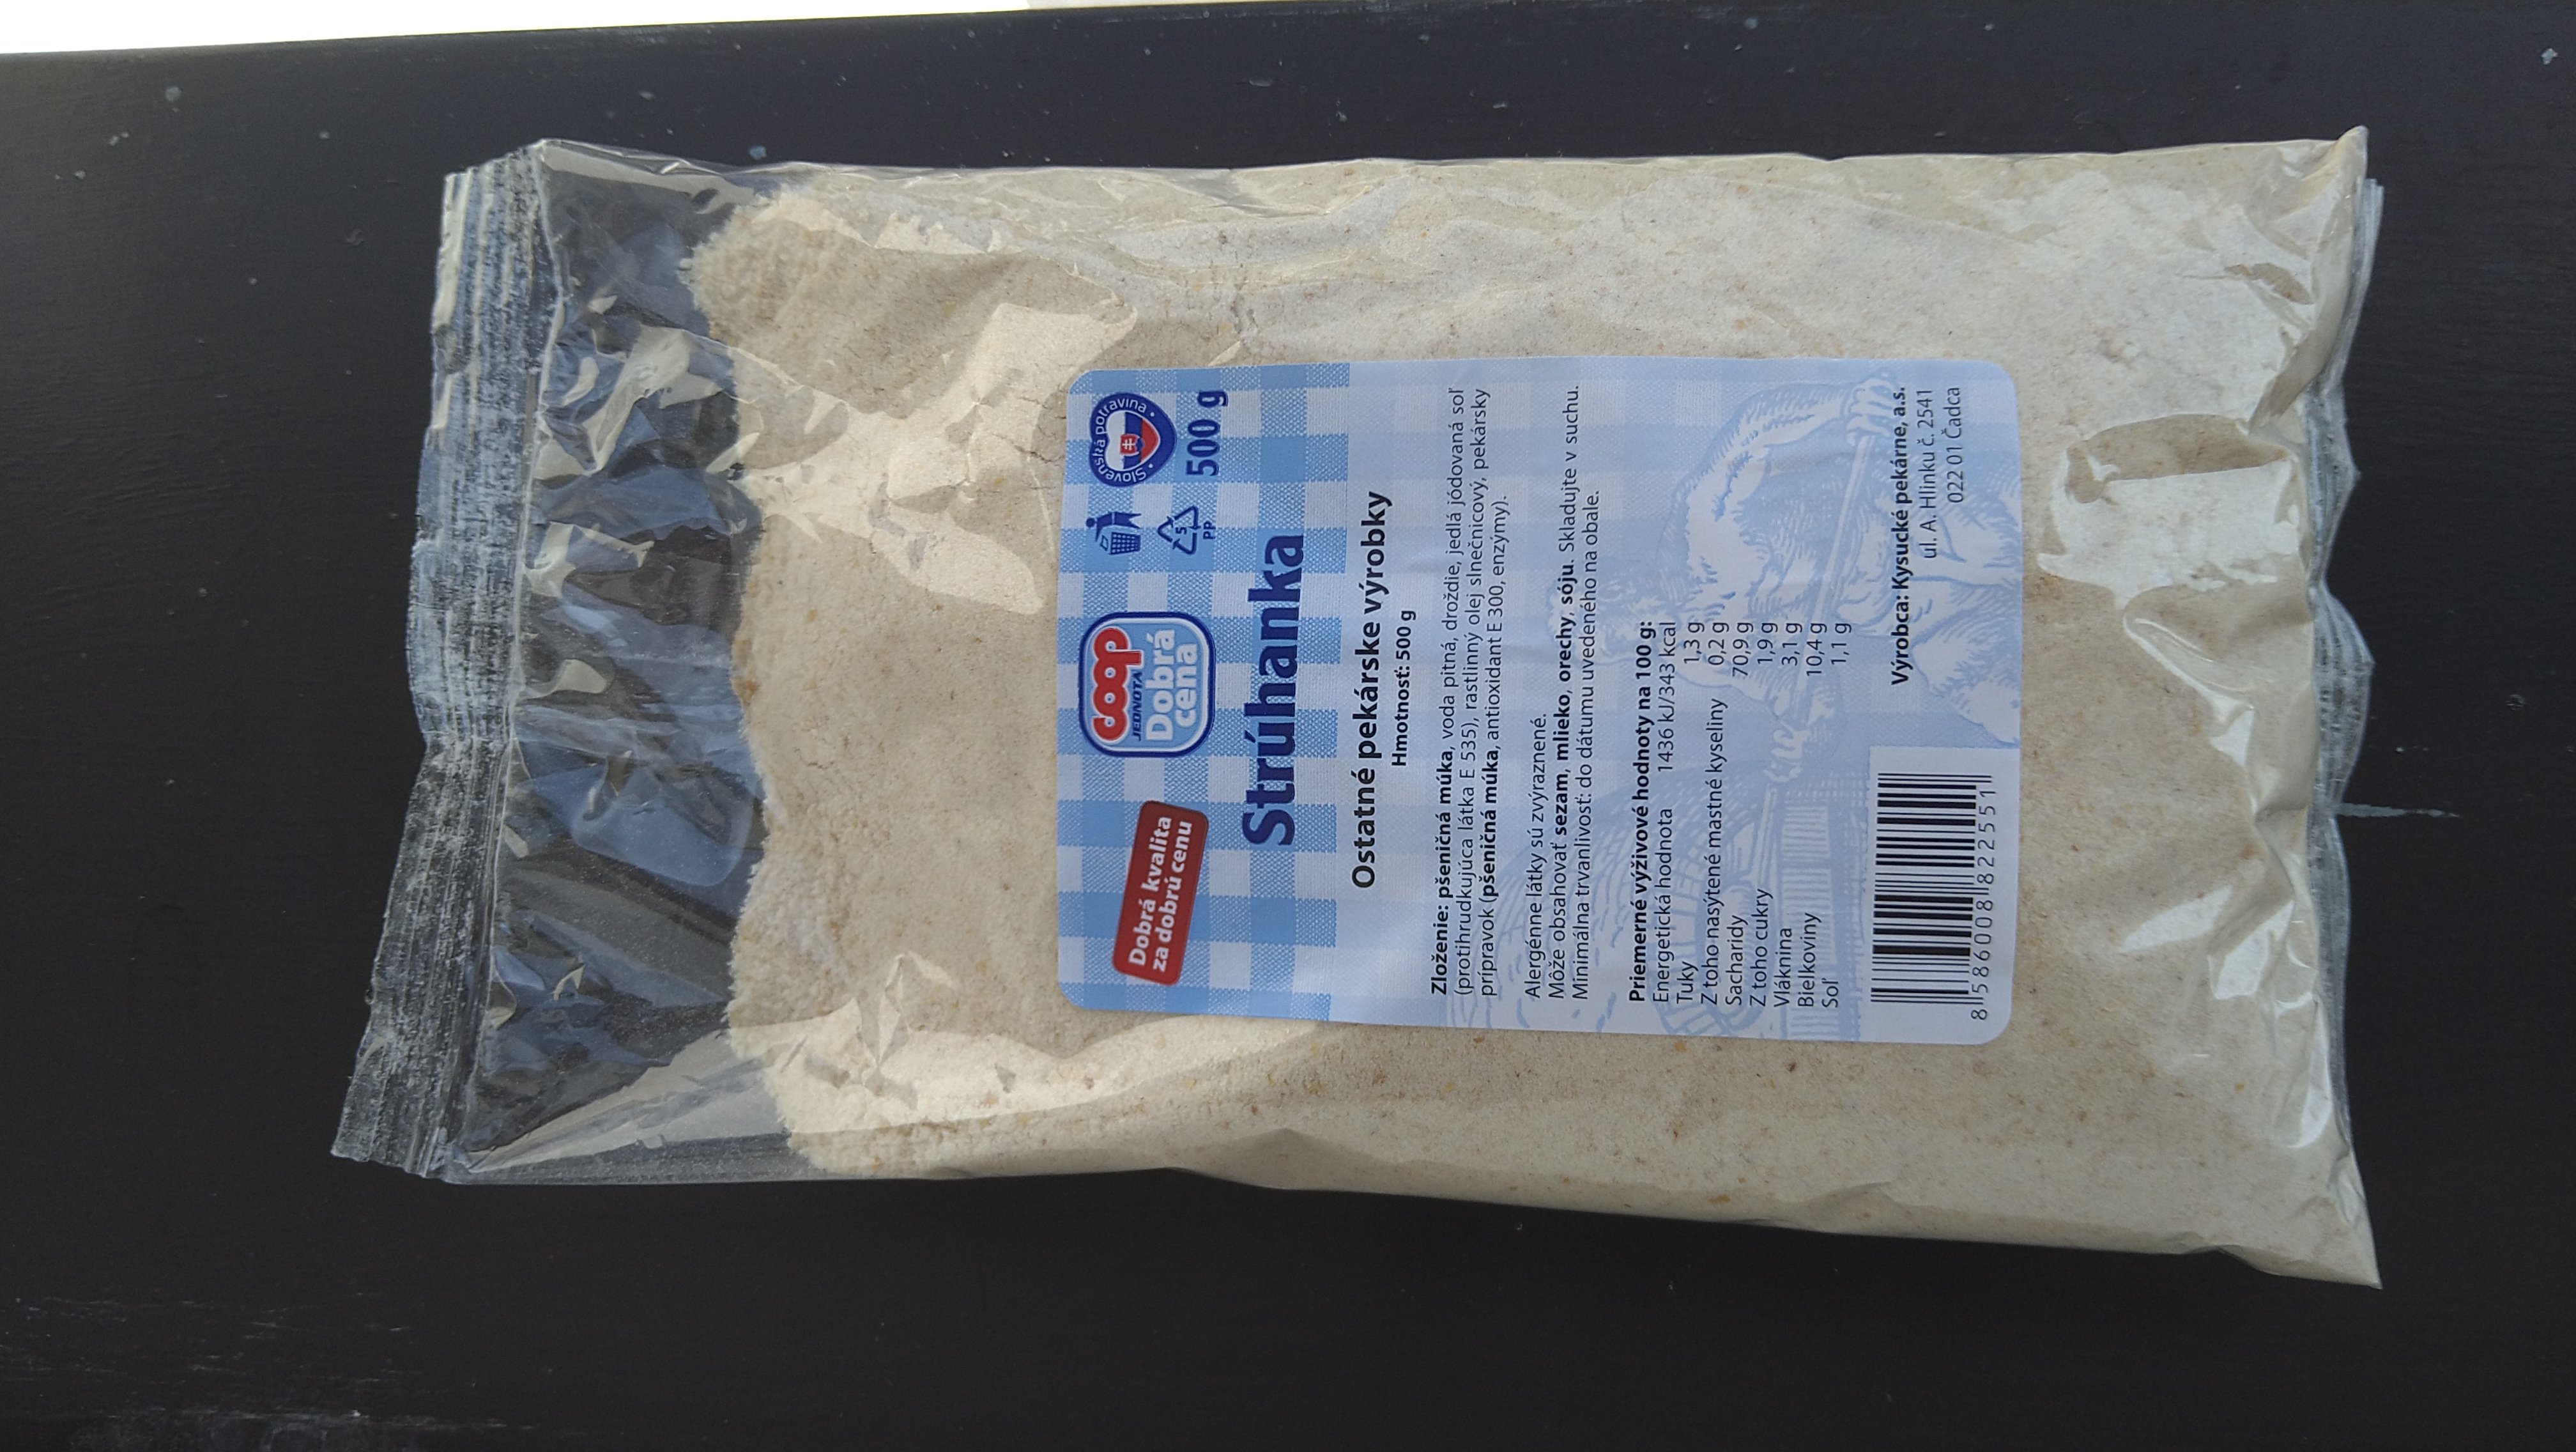 Dobrá kvalita
za dobrú cenu
coop
JEDNOTA
Dobrá
cena
Slovenská potravina
5
PP
500 g
Strúhanka
Ostatné pekárske výrobky
Hmotnosť: 500 g
Zloženie: pšeničná múka, voda pitná, droždie, jedlá jódovaná soľ
(protihrudkujúca látka E 535), rastlinný olej slnečnicový, pekársky
prípravok (pšeničná múka, antioxidant E 300, enzýmy).
Alergénne látky sú zvýraznené.
Môže obsahovať sezam, mlieko, orechy, sóju. Skladujte v suchu.
Minimálna trvanlivosť: do dátumu uvedeného na obale.
Priemerné výživové hodnoty na 100 g:
Energetická hodnota 1436 kJ/343 kcal
Tuky 1,3 g
Z toho nasýtené mastné kyseliny 0,2 g
Sacharidy 70,9 g
Z toho cukry 1,9 g
Vláknina 3,1 g
Bielkoviny 10,4 g
Soľ 1,1 g
Výrobca: Kysucké pekárne, a.s.
ul. A. Hlinku č. 2541
022 01 Čadca
8586008822551